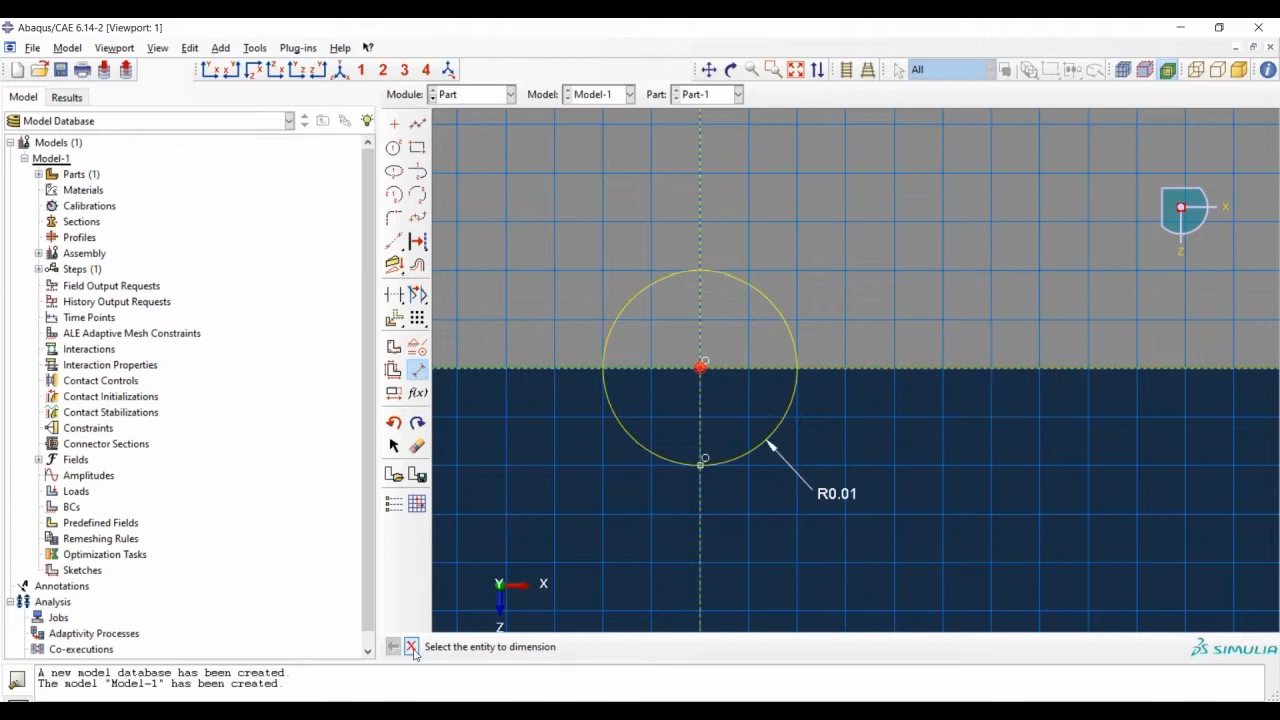 Abaqus/CAE 6.14-2 [Viewport: 1]
File Model Viewport View Edit Add Tools Plug-ins Help
1 2 3 4 All
Model Results Module: Part Model: Model-1 Part: Part-1
Model Database
Models (1)
Model-1
Parts (1)
Materials
Calibrations
Sections
Profiles
Assembly
Steps (1)
Field Output Requests
History Output Requests
Time Points
ALE Adaptive Mesh Constraints
Interactions
Interaction Properties
Contact Controls
Contact Initializations
Contact Stabilizations
Constraints
Connector Sections
Fields
Amplitudes
Loads
BCs
Predefined Fields
Remeshing Rules
Optimization Tasks
Sketches
Annotations
Analysis
Jobs
Adaptivity Processes
Co-executions
f(x)
X
Z
R0.01
Y X
Z
Select the entity to dimension
SIMULIA
A new model database has been created.
The model "Model-1" has been created.